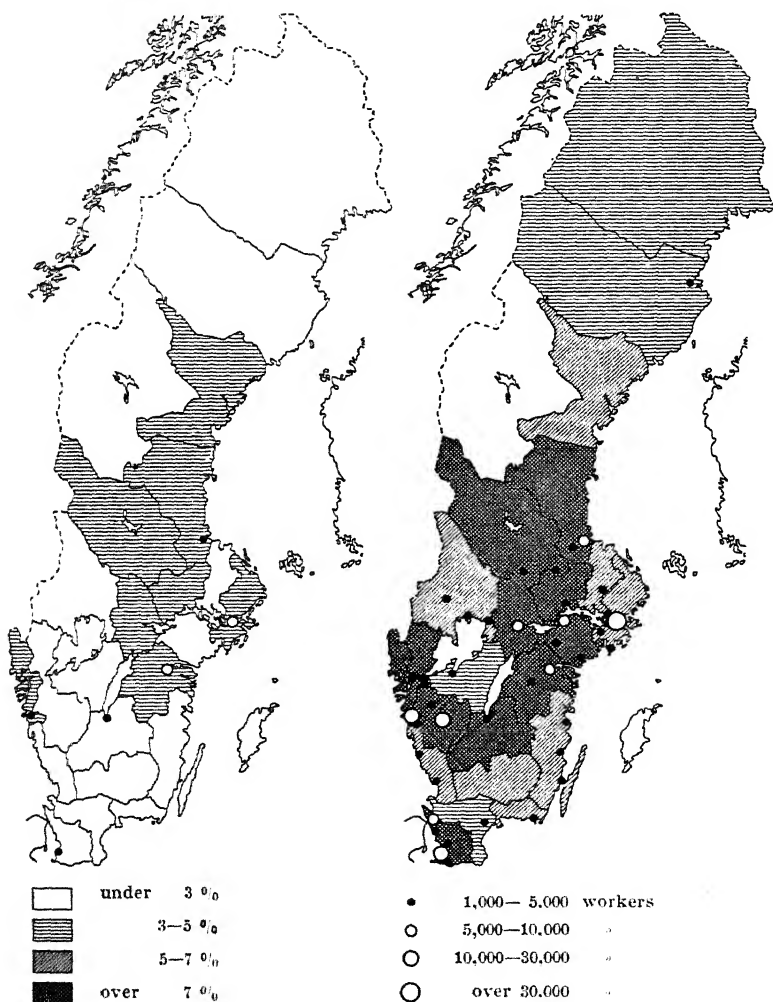 under 3 %
3—5 %
5—7 %
over 7 %
1,000— 5.000 workers
5,000—10.000 „
10,000—30,000 „
over 30.000 „